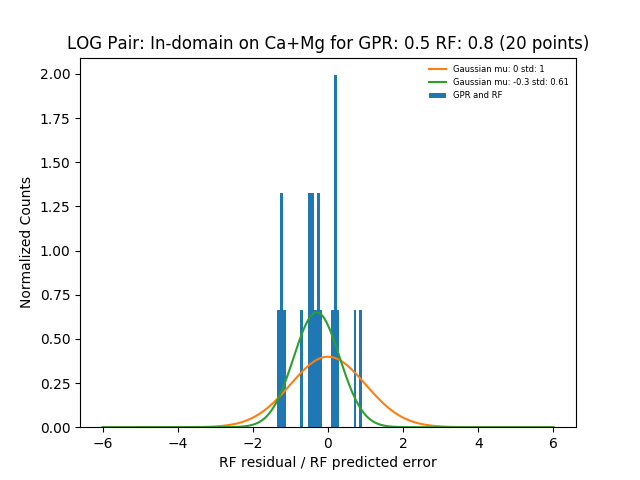 LOG Pair: In-domain on Ca+Mg for GPR: 0.5 RF: 0.8 (20 points)
Gaussian mu: 0 std: 1
Gaussian mu: -0.3 std: 0.61
GPR and RF
Normalized Counts
2.00
1.75
1.50
1.25
1.00
0.75
0.50
0.25
0.00
−6 −4 −2 0 2 4 6
RF residual / RF predicted error